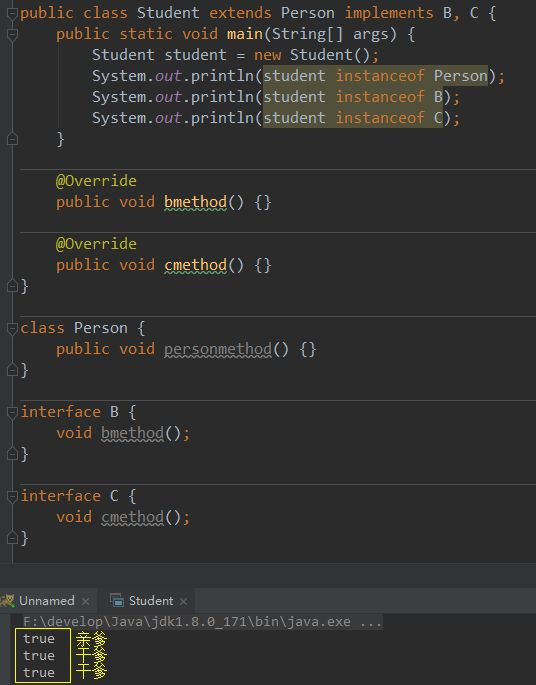 public class Student extends Person implements B, C {
public static void main(String[] args) {
Student student = new Student();
System.out.println(student instanceof Person);
System.out.println(student instanceof B);
System.out.println(student instanceof C);
}
@Override
public void bmethod() {}
@Override
public void cmethod() {}
}
class Person {
public void personmethod() {}
}
interface B {
void bmethod();
}
interface C {
void cmethod();
}
Unnamed × Student ×
F:\develop\Java\jdk1.8.0_171\bin\java.exe ...
true 亲爹
true 干爹
true 干爹